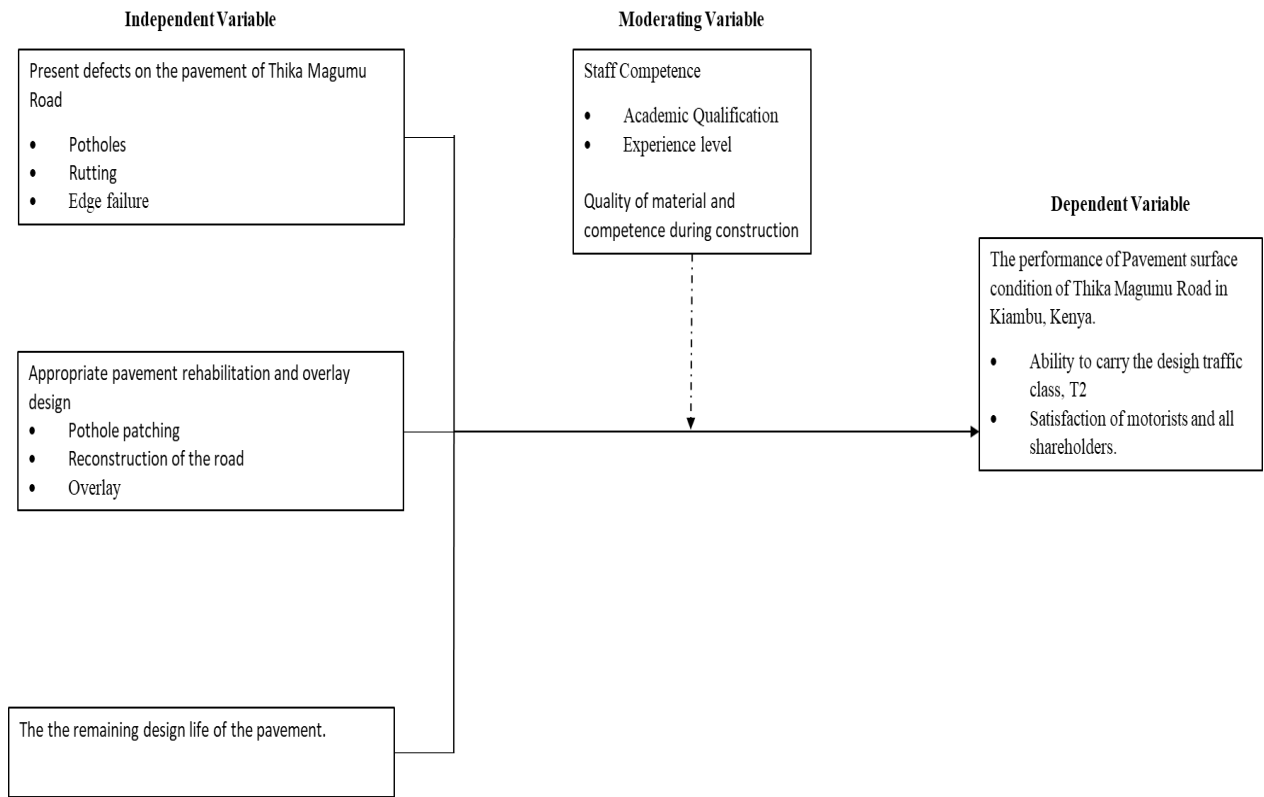 Independent Variable
Present defects on the pavement of Thika Magumu
Road
• Potholes
• Rutting
• Edge failure
Appropriate pavement rehabilitation and overlay
design
• Pothole patching
• Reconstruction of the road
• Overlay
The the remaining design life of the pavement.
Moderating Variable
Staff Competence
• Academic Qualification
• Experience level
Quality of material and
competence during construction
Dependent Variable
The performance of Pavement surface
condition of Thika Magumu Road in
Kiambu, Kenya.
• Ability to carry the desigh traffic
class, T2
• Satisfaction of motorists and all
shareholders.